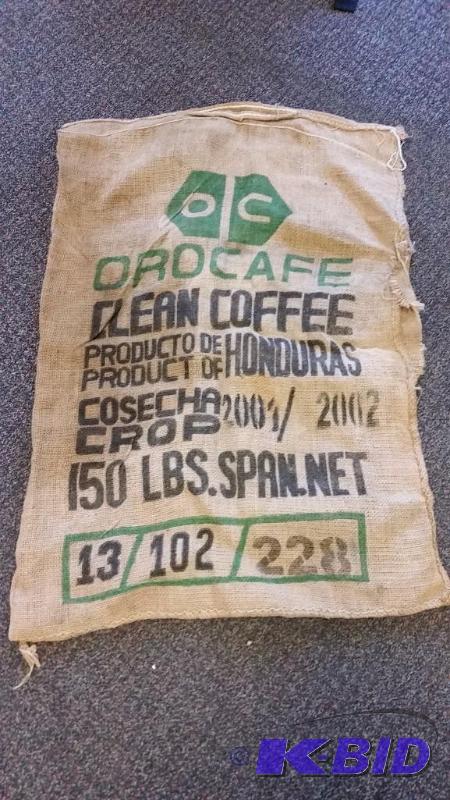 OC
OROCAFE
CLEAN COFFEE
PRODUCTO DE
PRODUCT OF HONDURAS
COSECHA
CROP 2001/ 2002
150 LBS.SPAN.NET
13/102/228
© K-BID